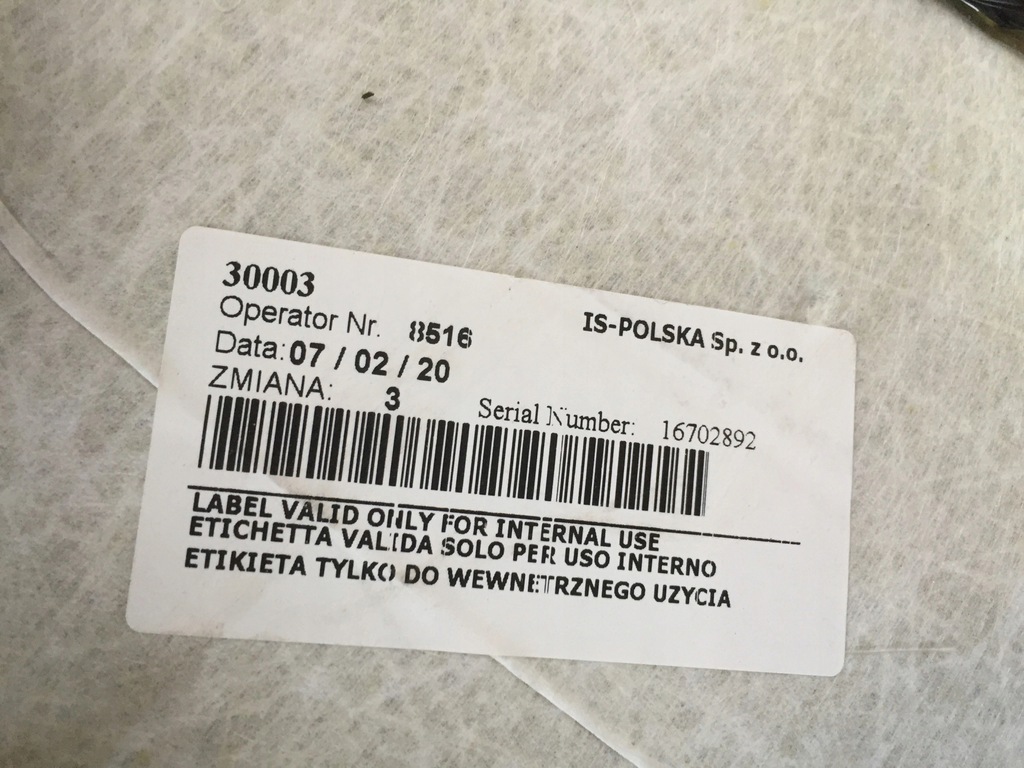 30003
IS-POLSKA Sp. z o.o.
Operator Nr. 8516
Data: 07 / 02 / 20
ZMIANA: 3
Serial Number: 16702892
LABEL VALID ONLY FOR INTERNAL USE
ETICHETTA VALIDA SOLO PER USO INTERNO
ETIKIETA TYLKO DO WEWNETRZNEGO UZYCIA